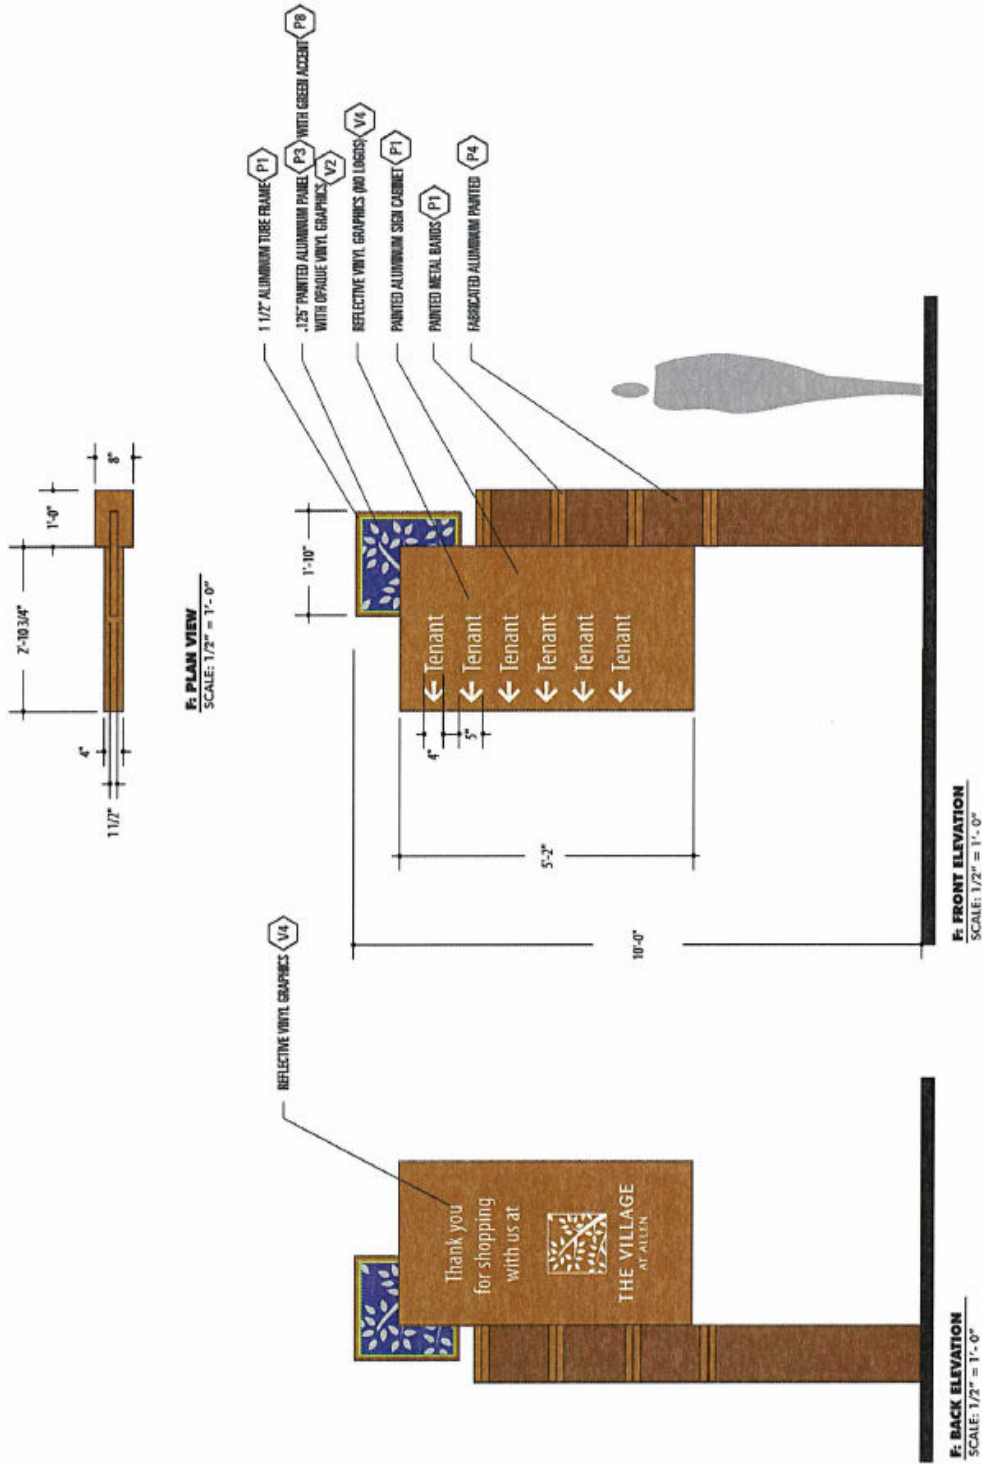 2'-10 3/4"
1'-0"
8"
4"
1 1/2"
F: PLAN VIEW
SCALE: 1/2" = 1'- 0"
1 1/2" ALUMINUM TUBE FRAME P1
.125" PAINTED ALUMINUM PANEL P3 WITH GREEN ACCENT P8
WITH OPAQUE VINYL GRAPHICS V2
REFLECTIVE VINYL GRAPHICS (NO LOGOS) V4
PAINTED ALUMINUM SIGN CABINET P1
PAINTED METAL BANDS P1
FABRICATED ALUMINUM PAINTED P4
REFLECTIVE VINYL GRAPHICS V4
Thank you
for shopping
with us at
THE VILLAGE
AT ALLEN
F: BACK ELEVATION
SCALE: 1/2" = 1'- 0"
1'-10"
← Tenant
← Tenant
← Tenant
← Tenant
← Tenant
← Tenant
4"
5"
5'-2"
10'-0"
F: FRONT ELEVATION
SCALE: 1/2" = 1'- 0"